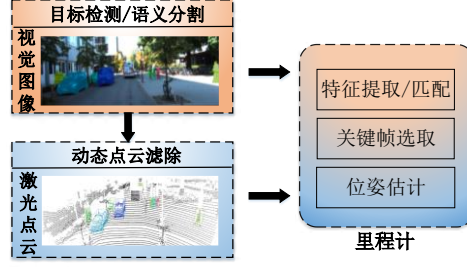 目标检测/语义分割
视觉图像
动态点云滤除
激光点云
特征提取/匹配
关键帧选取
位姿估计
里程计